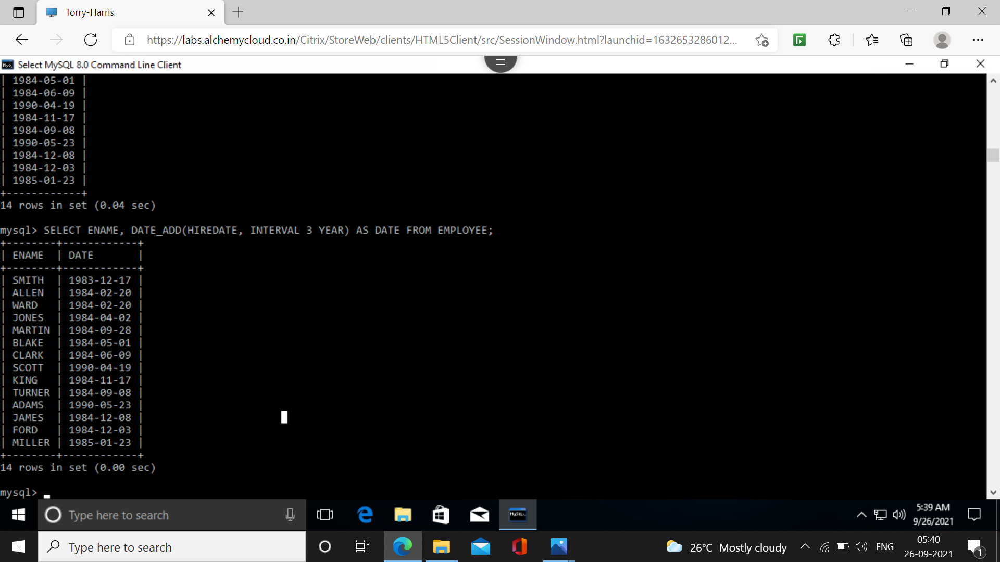 Torry-Harris
https://labs.alchemycloud.co.in/Citrix/StoreWeb/clients/HTML5Client/src/SessionWindow.html?launchid=1632653286012...
Select MySQL 8.0 Command Line Client
| 1984-05-01 |
| 1984-06-09 |
| 1990-04-19 |
| 1984-11-17 |
| 1984-09-08 |
| 1990-05-23 |
| 1984-12-08 |
| 1984-12-03 |
| 1985-01-23 |
+------------+
14 rows in set (0.04 sec)
mysql> SELECT ENAME, DATE_ADD(HIREDATE, INTERVAL 3 YEAR) AS DATE FROM EMPLOYEE;
+--------+------------+
| ENAME  | DATE       |
+--------+------------+
| SMITH  | 1983-12-17 |
| ALLEN  | 1984-02-20 |
| WARD   | 1984-02-20 |
| JONES  | 1984-04-02 |
| MARTIN | 1984-09-28 |
| BLAKE  | 1984-05-01 |
| CLARK  | 1984-06-09 |
| SCOTT  | 1990-04-19 |
| KING   | 1984-11-17 |
| TURNER | 1984-09-08 |
| ADAMS  | 1990-05-23 |
| JAMES  | 1984-12-08 |
| FORD   | 1984-12-03 |
| MILLER | 1985-01-23 |
+--------+------------+
14 rows in set (0.00 sec)
mysql> _
Type here to search
5:39 AM
9/26/2021
Type here to search
26°C Mostly cloudy
ENG
05:40
26-09-2021
1